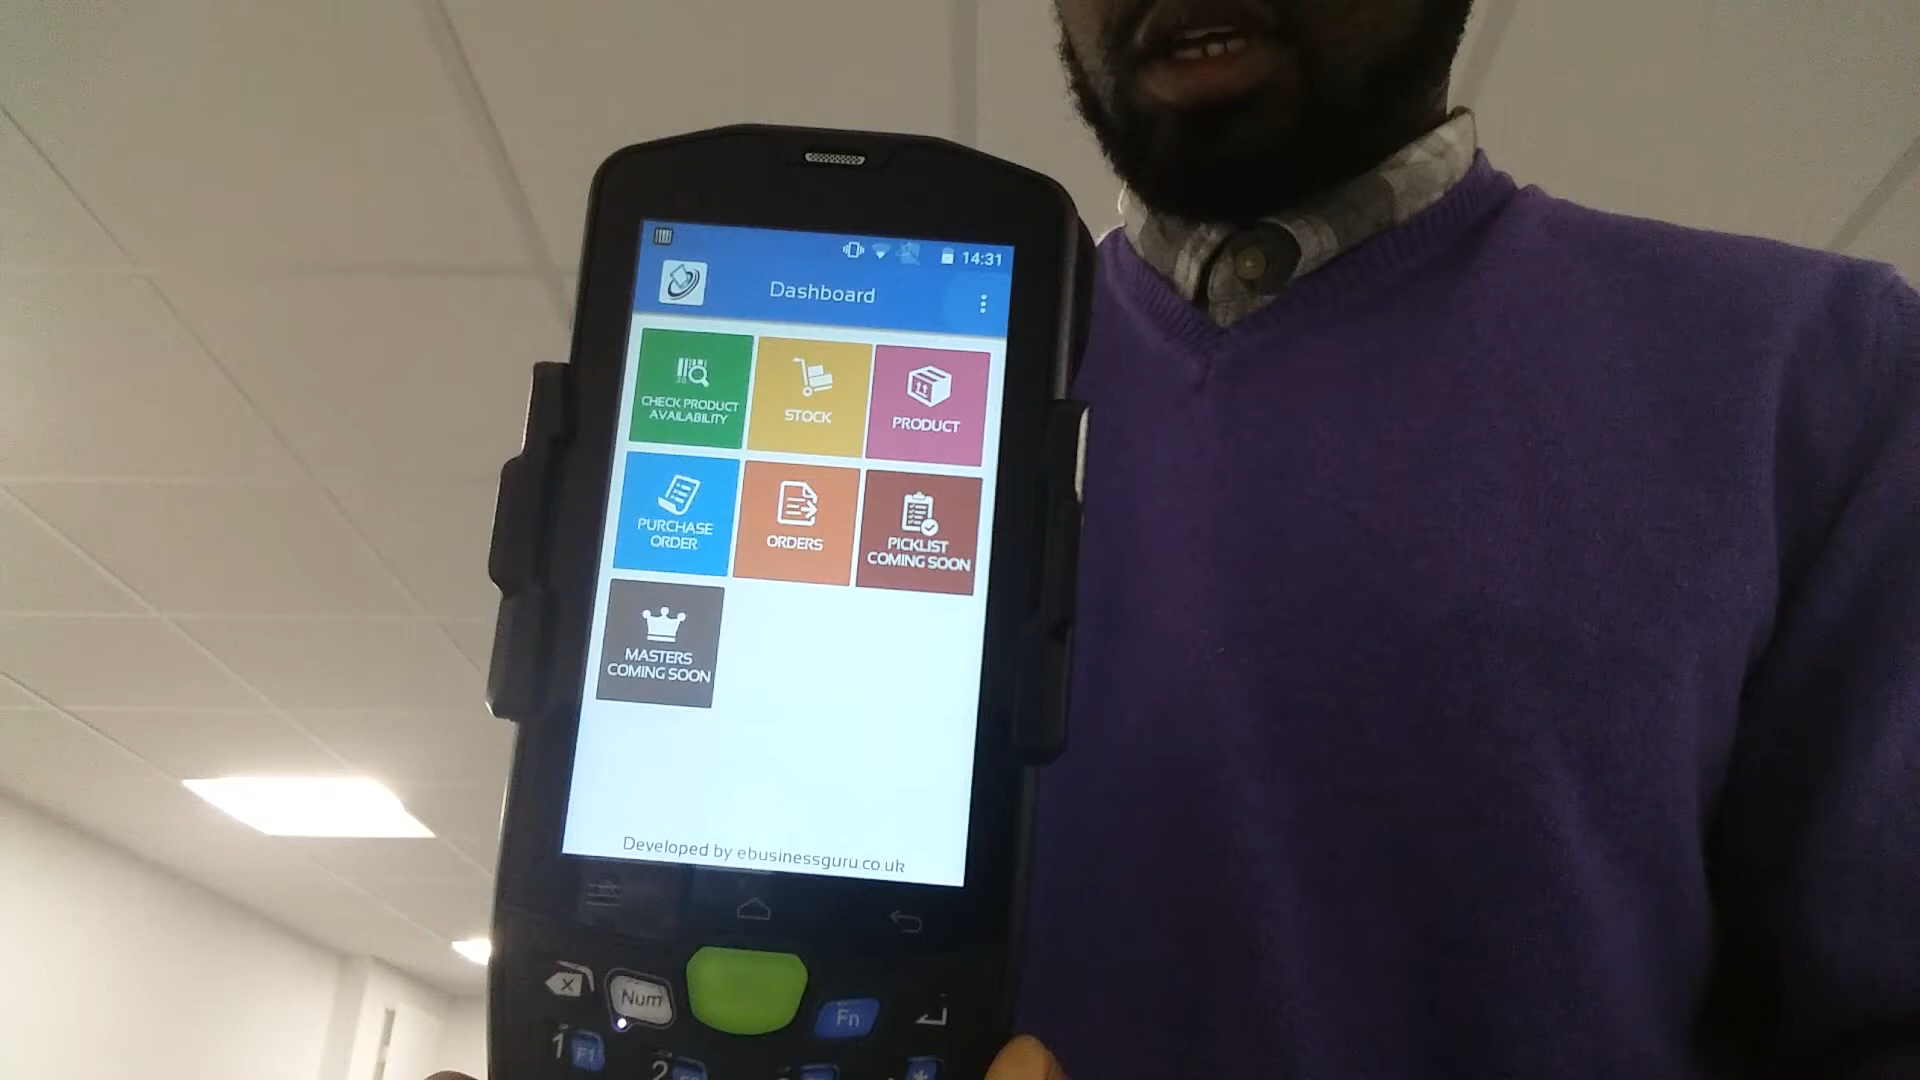 14:31
Dashboard
CHECK PRODUCT
AVAILABILITY
STOCK
PRODUCT
PURCHASE
ORDER
ORDERS
PICKLIST
COMING SOON
MASTERS
COMING SOON
Developed by ebusinessguru.co.uk
Num
Fn
1
F1
2